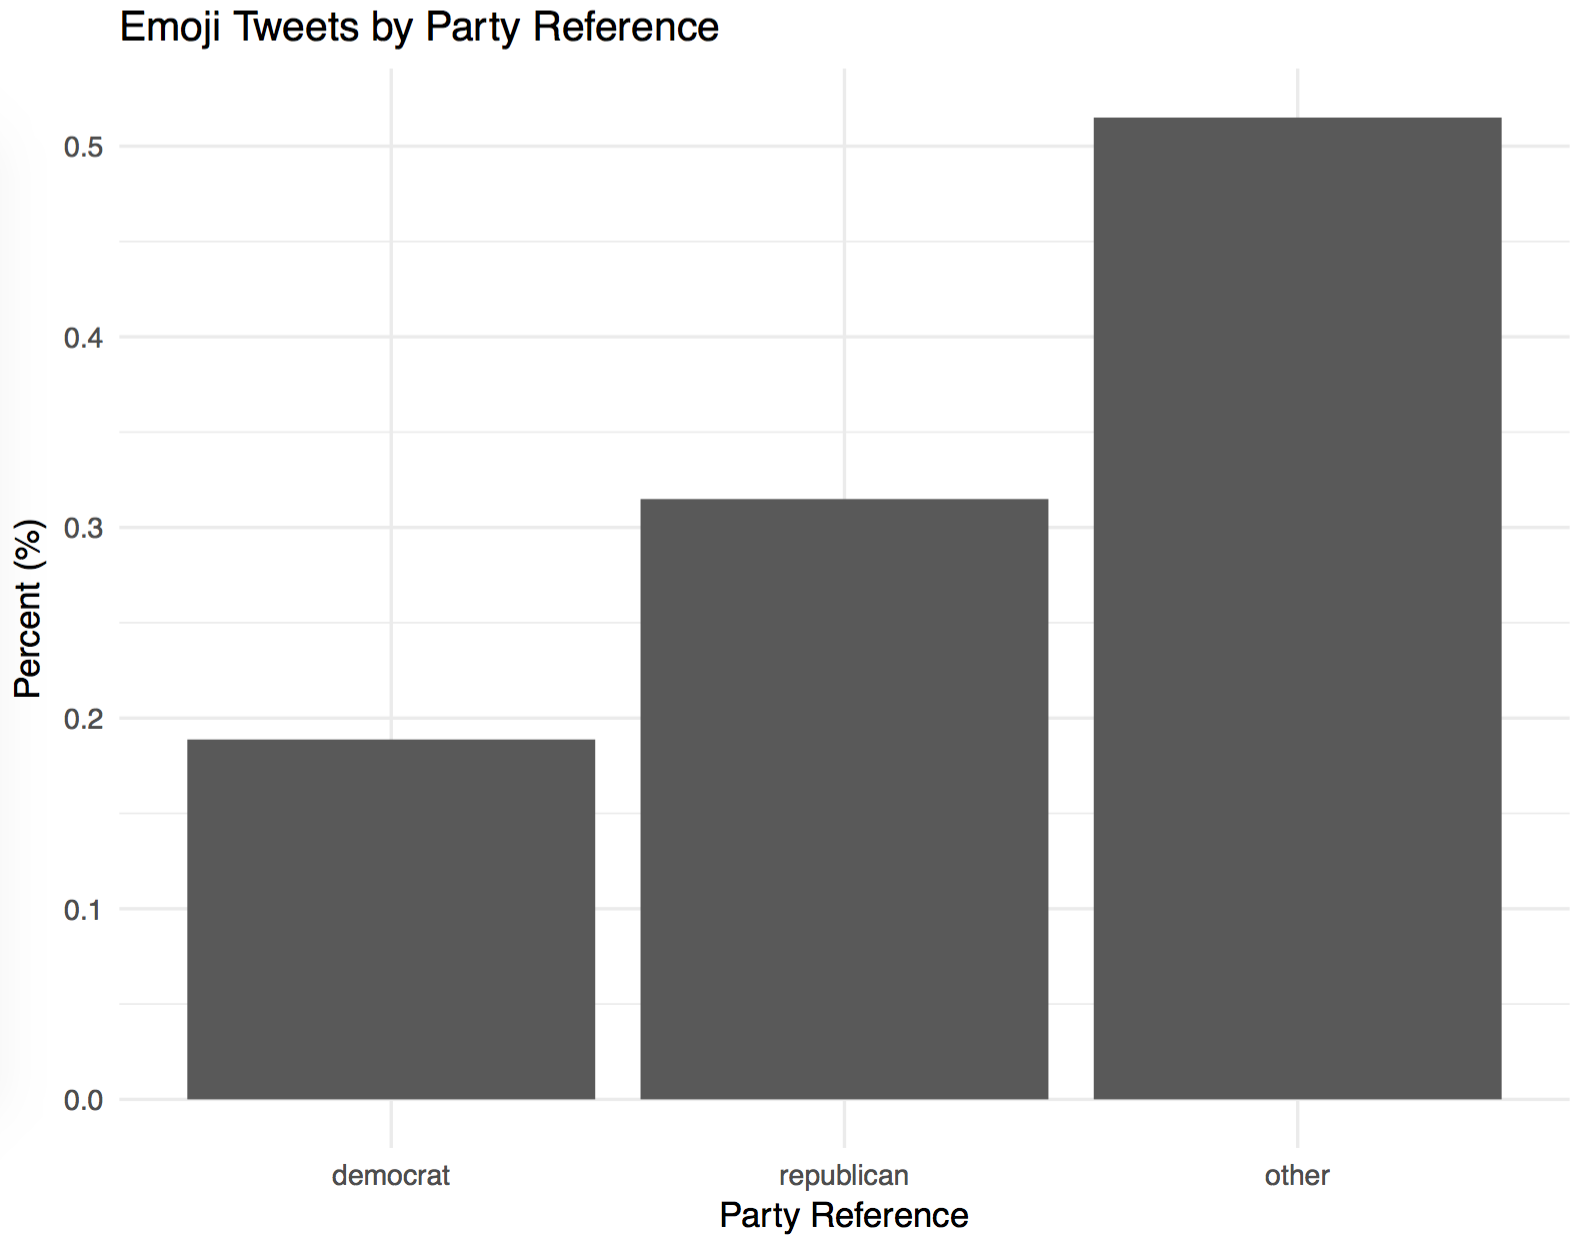 Emoji Tweets by Party Reference
0.5
0.4
0.3
0.2
0.1
0.0
Percent (%)
democrat republican other
Party Reference